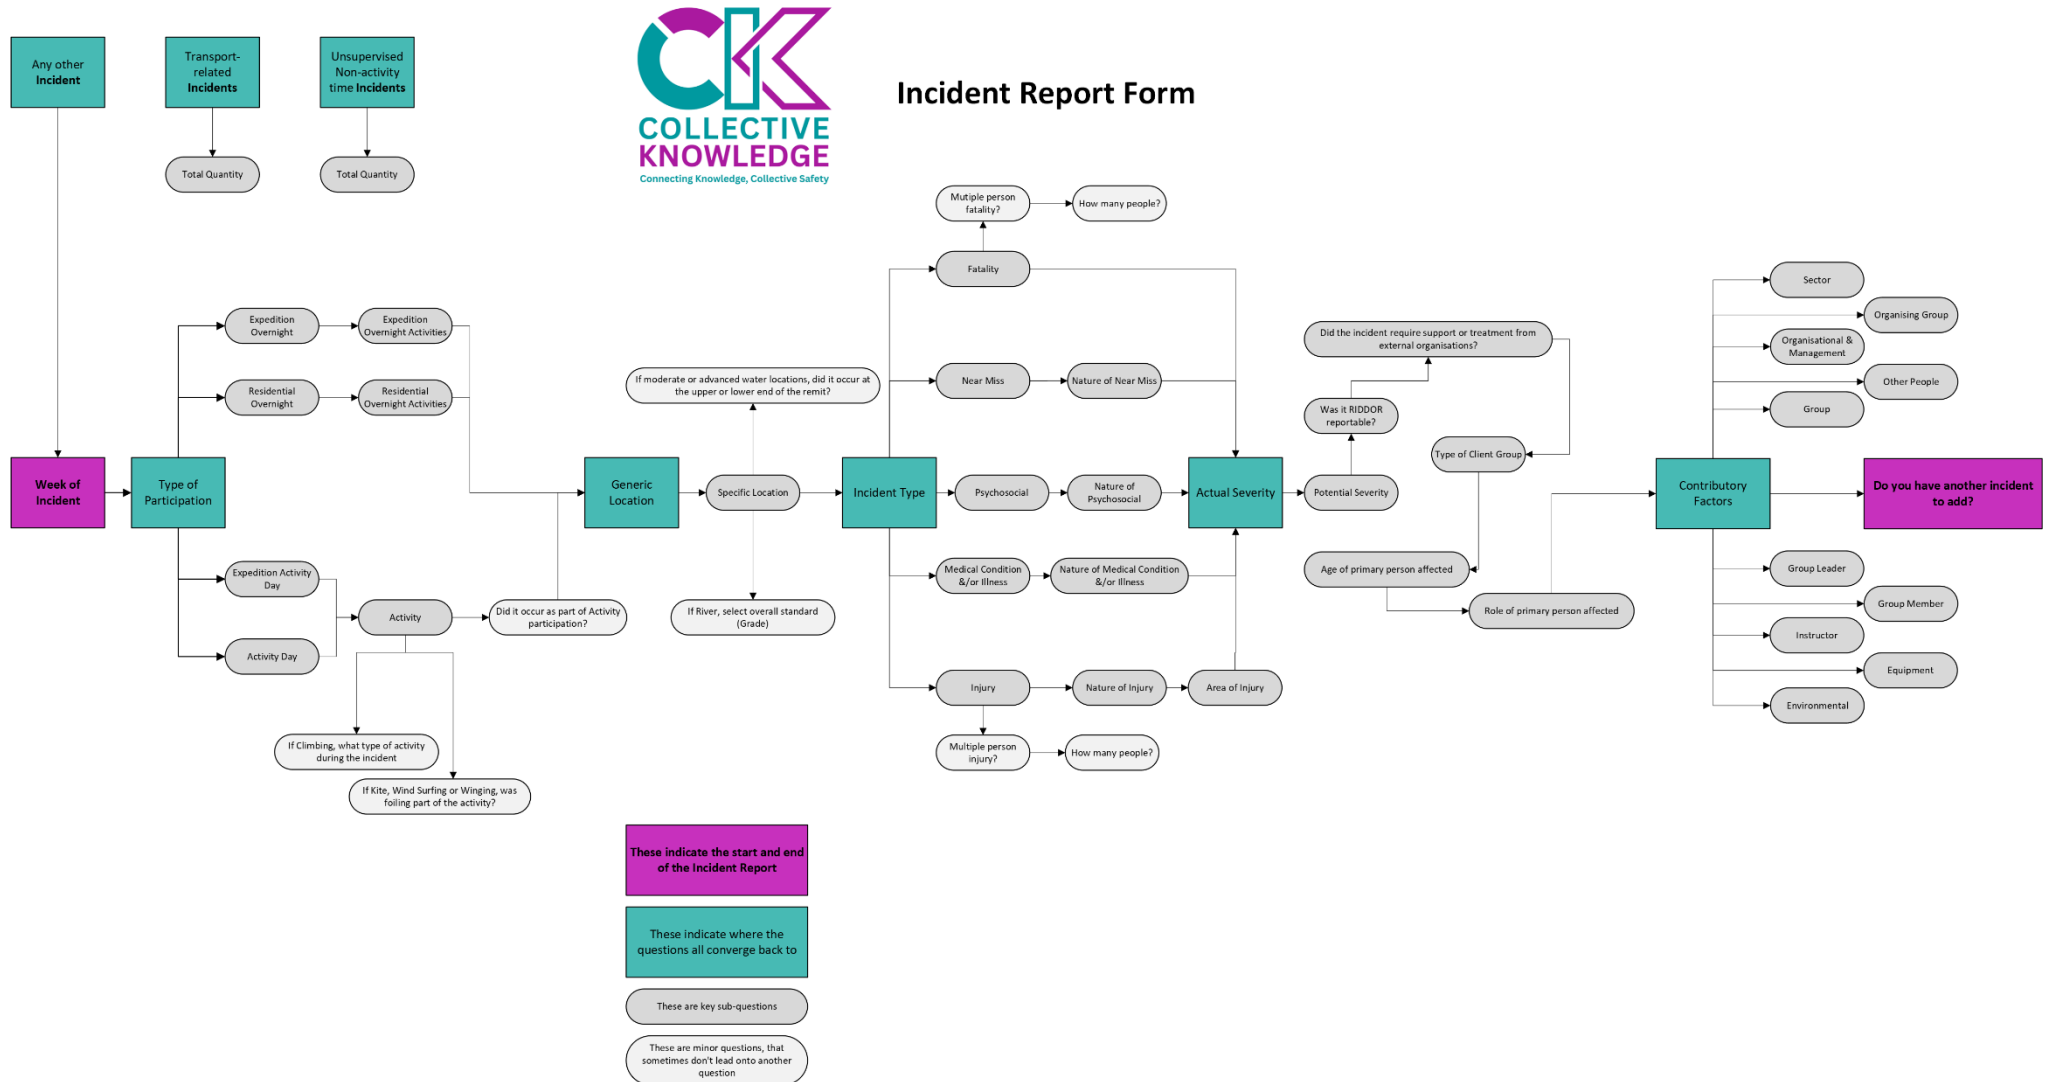 Any other
Incident
Transport-
related
Incidents
Unsupervised
Non-activity
time Incidents
CK
COLLECTIVE
KNOWLEDGE
Connecting Knowledge, Collective Safety
Incident Report Form
Total Quantity
Total Quantity
Mutiple person
fatality?
How many people?
Fatality
Expedition
Overnight
Expedition
Overnight Activities
Residential
Overnight
Residential
Overnight Activities
If moderate or advanced water locations, did it occur at
the upper or lower end of the remit?
Near Miss
Nature of Near Miss
Did the incident require support or treatment from
external organisations?
Was it RIDDOR
reportable?
Type of Client Group
Sector
Organising Group
Organisational &
Management
Other People
Group
Week of
Incident
Type of
Participation
Generic
Location
Specific Location
Incident Type
Psychosocial
Nature of
Psychosocial
Actual Severity
Potential Severity
Contributory
Factors
Do you have another incident
to add?
Expedition Activity
Day
Activity Day
Activity
Did it occur as part of Activity
participation?
If River, select overall standard
(Grade)
Medical Condition
&/or Illness
Nature of Medical Condition
&/or Illness
Age of primary person affected
Role of primary person affected
Group Leader
Group Member
Instructor
Equipment
Environmental
Injury
Nature of Injury
Area of Injury
Multiple person
injury?
How many people?
If Climbing, what type of activity
during the incident
If Kite, Wind Surfing or Winging, was
foiling part of the activity?
These indicate the start and end
of the Incident Report
These indicate where the
questions all converge back to
These are key sub-questions
These are minor questions, that
sometimes don't lead onto another
question